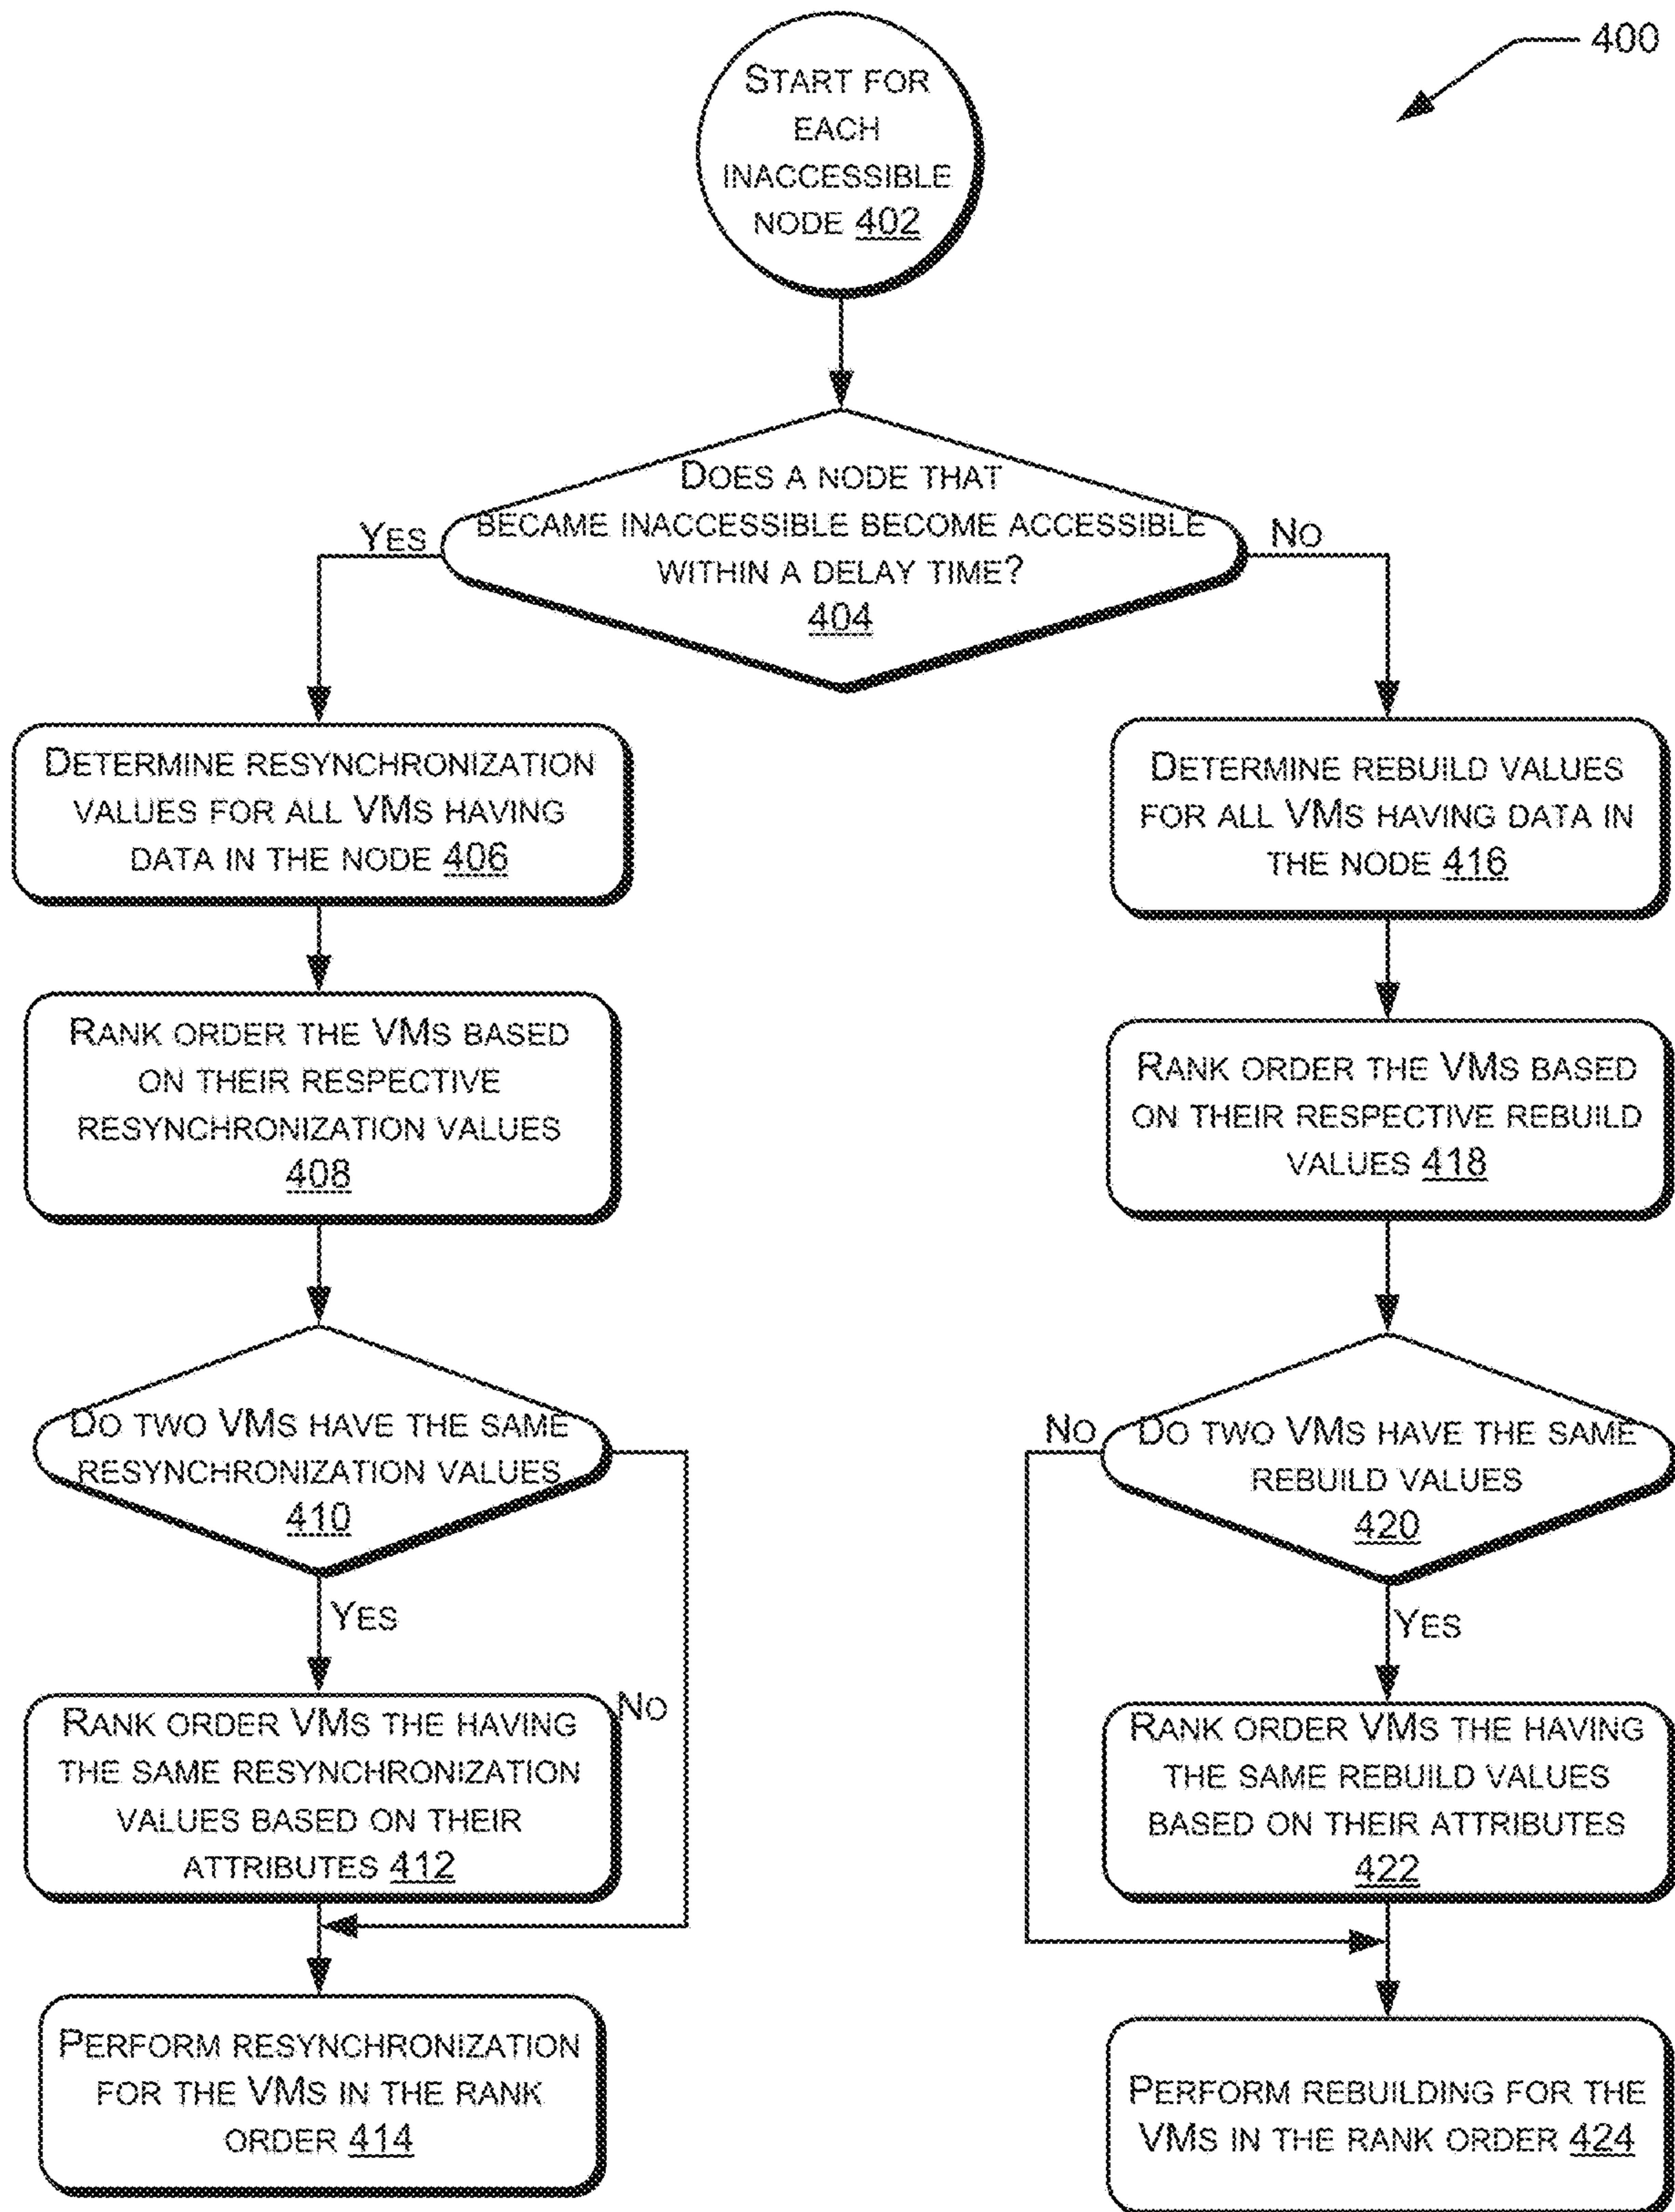 400
START FOR
EACH
INACCESSIBLE
NODE 402
DOES A NODE THAT
BECAME INACCESSIBLE BECOME ACCESSIBLE
WITHIN A DELAY TIME?
404
YES
NO
DETERMINE RESYNCHRONIZATION
VALUES FOR ALL VMS HAVING
DATA IN THE NODE 406
RANK ORDER THE VMS BASED
ON THEIR RESPECTIVE
RESYNCHRONIZATION VALUES
408
DO TWO VMS HAVE THE SAME
RESYNCHRONIZATION VALUES
410
YES
NO
RANK ORDER VMS THE HAVING
THE SAME RESYNCHRONIZATION
VALUES BASED ON THEIR
ATTRIBUTES 412
PERFORM RESYNCHRONIZATION
FOR THE VMS IN THE RANK
ORDER 414
DETERMINE REBUILD VALUES
FOR ALL VMS HAVING DATA IN
THE NODE 416
RANK ORDER THE VMS BASED
ON THEIR RESPECTIVE REBUILD
VALUES 418
NO
DO TWO VMS HAVE THE SAME
REBUILD VALUES
420
YES
RANK ORDER VMS THE HAVING
THE SAME REBUILD VALUES
BASED ON THEIR ATTRIBUTES
422
PERFORM REBUILDING FOR THE
VMS IN THE RANK ORDER 424